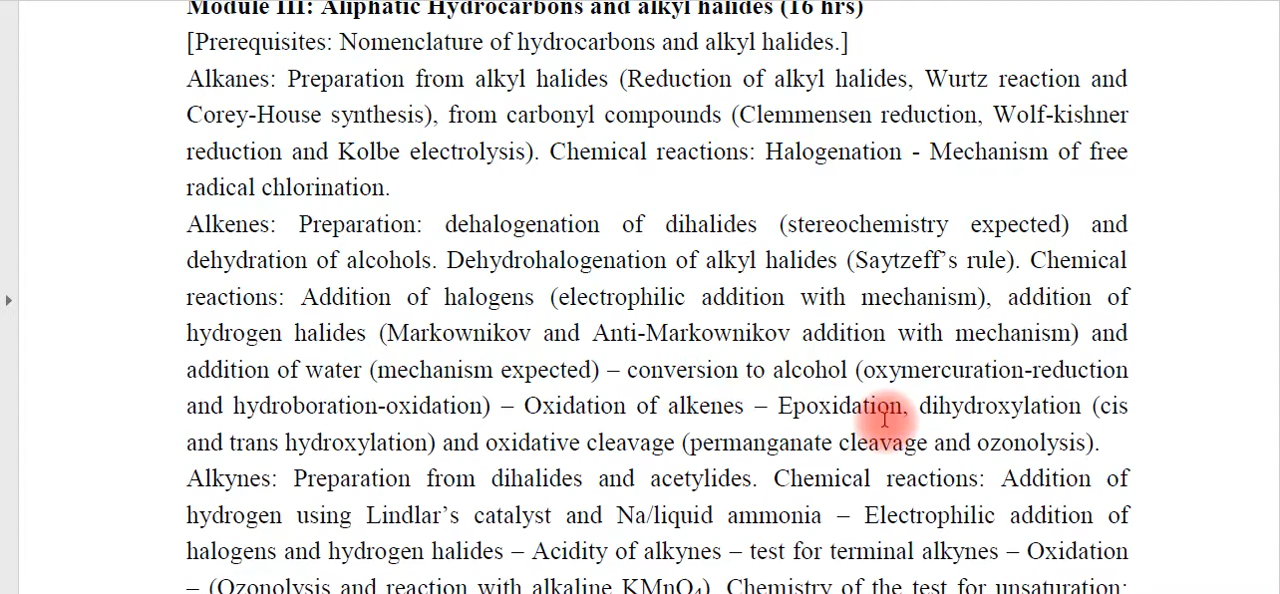 Module III: Aliphatic Hydrocarbons and alkyl halides (16 hrs)
[Prerequisites: Nomenclature of hydrocarbons and alkyl halides.]
Alkanes: Preparation from alkyl halides (Reduction of alkyl halides, Wurtz reaction and
Corey-House synthesis), from carbonyl compounds (Clemmensen reduction, Wolf-kishner
reduction and Kolbe electrolysis). Chemical reactions: Halogenation - Mechanism of free
radical chlorination.
Alkenes: Preparation: dehalogenation of dihalides (stereochemistry expected) and
dehydration of alcohols. Dehydrohalogenation of alkyl halides (Saytzeff’s rule). Chemical
reactions: Addition of halogens (electrophilic addition with mechanism), addition of
hydrogen halides (Markownikov and Anti-Markownikov addition with mechanism) and
addition of water (mechanism expected) – conversion to alcohol (oxymercuration-reduction
and hydroboration-oxidation) – Oxidation of alkenes – Epoxidation, dihydroxylation (cis
and trans hydroxylation) and oxidative cleavage (permanganate cleavage and ozonolysis).
Alkynes: Preparation from dihalides and acetylides. Chemical reactions: Addition of
hydrogen using Lindlar’s catalyst and Na/liquid ammonia – Electrophilic addition of
halogens and hydrogen halides – Acidity of alkynes – test for terminal alkynes – Oxidation
– (Ozonolysis and reaction with alkaline KMnO₄). Chemistry of the test for unsaturation: